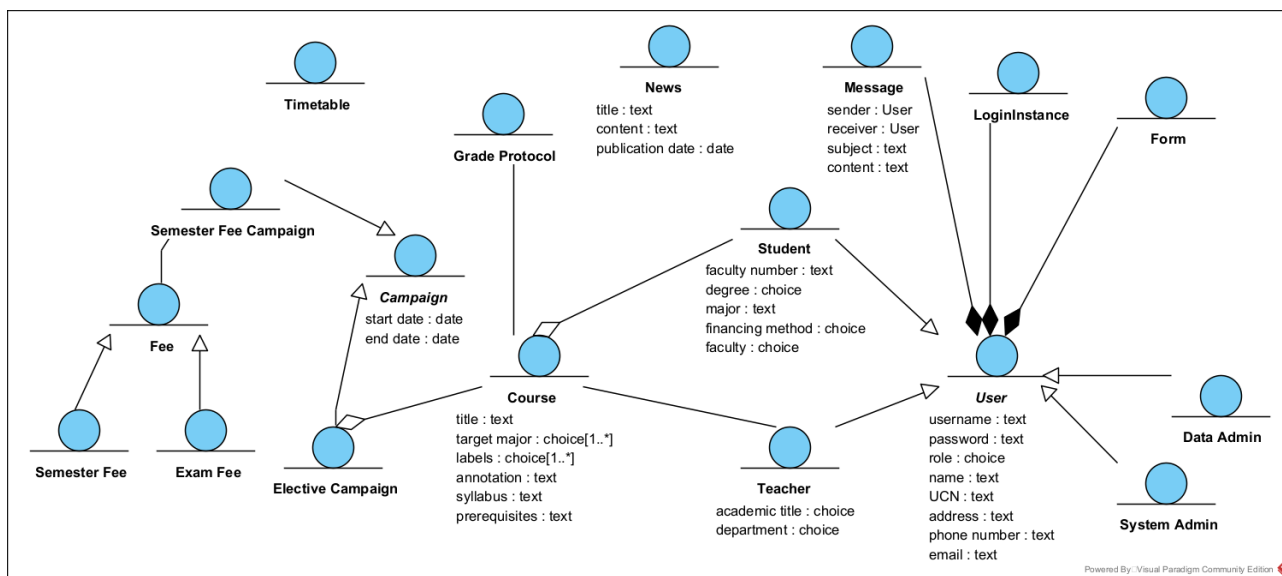 Timetable
News
title : text
content : text
publication date : date
Message
sender : User
receiver : User
subject : text
content : text
LoginInstance
Form
Grade Protocol
Semester Fee Campaign
Campaign
start date : date
end date : date
Student
faculty number : text
degree : choice
major : text
financing method : choice
faculty : choice
Fee
Semester Fee
Exam Fee
Elective Campaign
Course
title : text
target major : choice[1..*]
labels : choice[1..*]
annotation : text
syllabus : text
prerequisites : text
Teacher
academic title : choice
department : choice
User
username : text
password : text
role : choice
name : text
UCN : text
address : text
phone number : text
email : text
Data Admin
System Admin
Powered By Visual Paradigm Community Edition